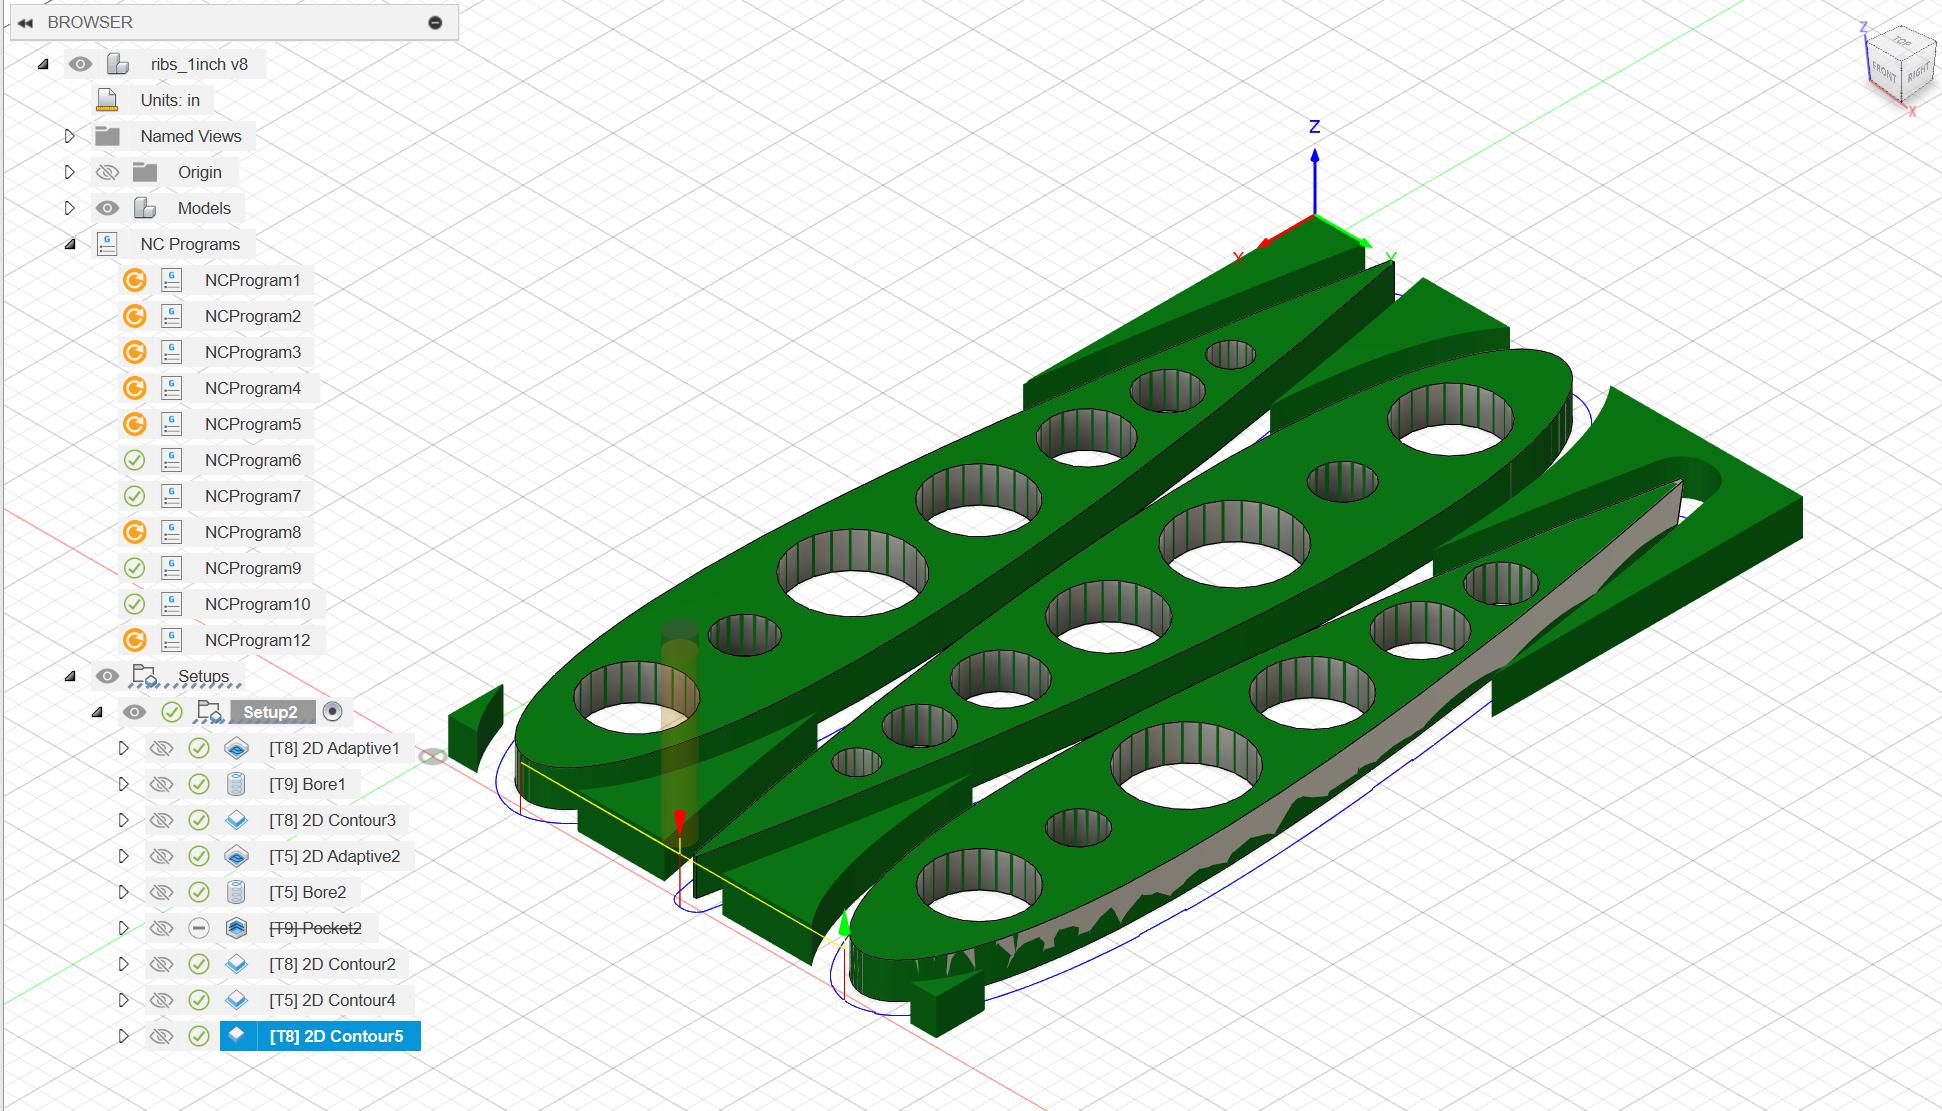 BROWSER
ribs_1inch v8
Units: in
Named Views
Origin
Models
NC Programs
NCProgram1
NCProgram2
NCProgram3
NCProgram4
NCProgram5
NCProgram6
NCProgram7
NCProgram8
NCProgram9
NCProgram10
NCProgram12
Setups
Setup2
[T8] 2D Adaptive1
[T9] Bore1
[T8] 2D Contour3
[T5] 2D Adaptive2
[T5] Bore2
[T9] Pocket2
[T8] 2D Contour2
[T5] 2D Contour4
[T8] 2D Contour5
Z
X
Y
Z
TOP
FRONT
RIGHT
X